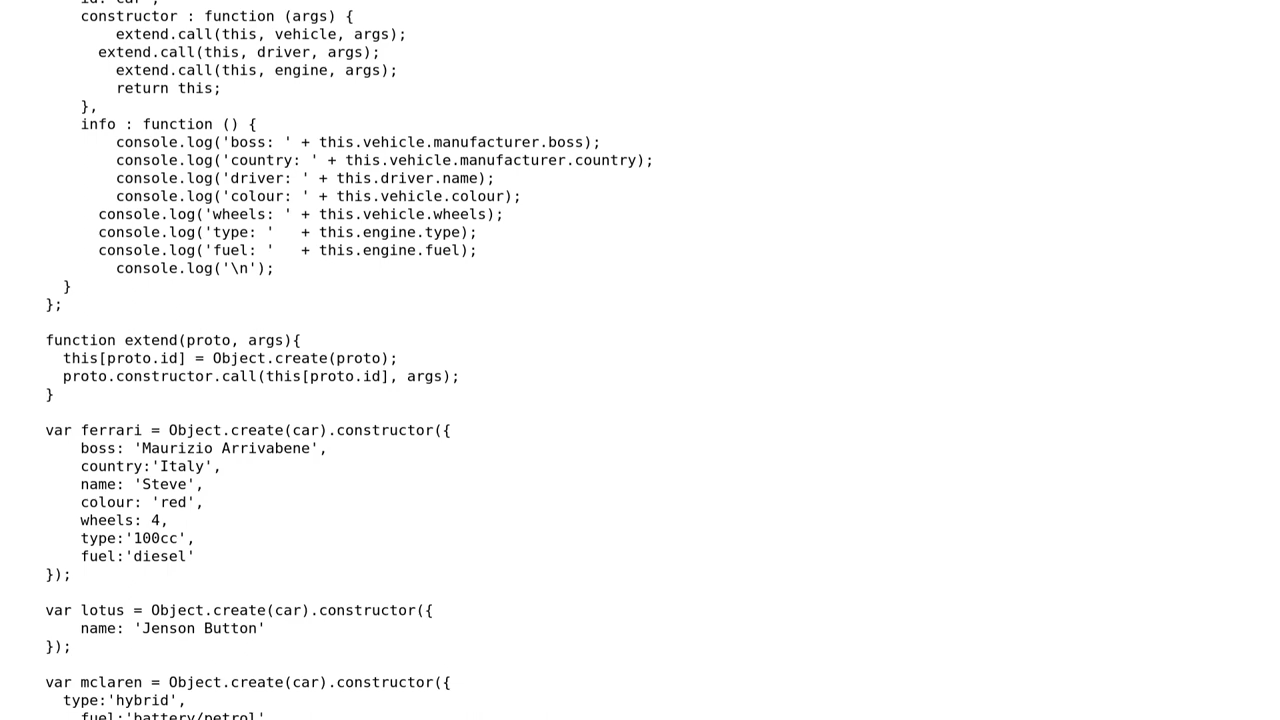 id: 'car',
constructor : function (args) {
extend.call(this, vehicle, args);
extend.call(this, driver, args);
extend.call(this, engine, args);
return this;
},
info : function () {
console.log('boss: ' + this.vehicle.manufacturer.boss);
console.log('country: ' + this.vehicle.manufacturer.country);
console.log('driver: ' + this.driver.name);
console.log('colour: ' + this.vehicle.colour);
console.log('wheels: ' + this.vehicle.wheels);
console.log('type: '   + this.engine.type);
console.log('fuel: '   + this.engine.fuel);
console.log('\n');
}
};
function extend(proto, args){
this[proto.id] = Object.create(proto);
proto.constructor.call(this[proto.id], args);
}
var ferrari = Object.create(car).constructor({
boss: 'Maurizio Arrivabene',
country:'Italy',
name: 'Steve',
colour: 'red',
wheels: 4,
type:'100cc',
fuel:'diesel'
});
var lotus = Object.create(car).constructor({
name: 'Jenson Button'
});
var mclaren = Object.create(car).constructor({
type:'hybrid',
fuel:'battery/petrol'